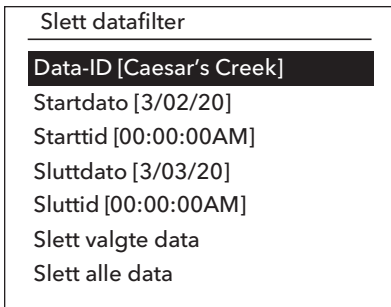 Slett datafilter
Data-ID [Caesar’s Creek]
Startdato [3/02/20]
Starttid [00:00:00AM]
Sluttdato [3/03/20]
Sluttid [00:00:00AM]
Slett valgte data
Slett alle data